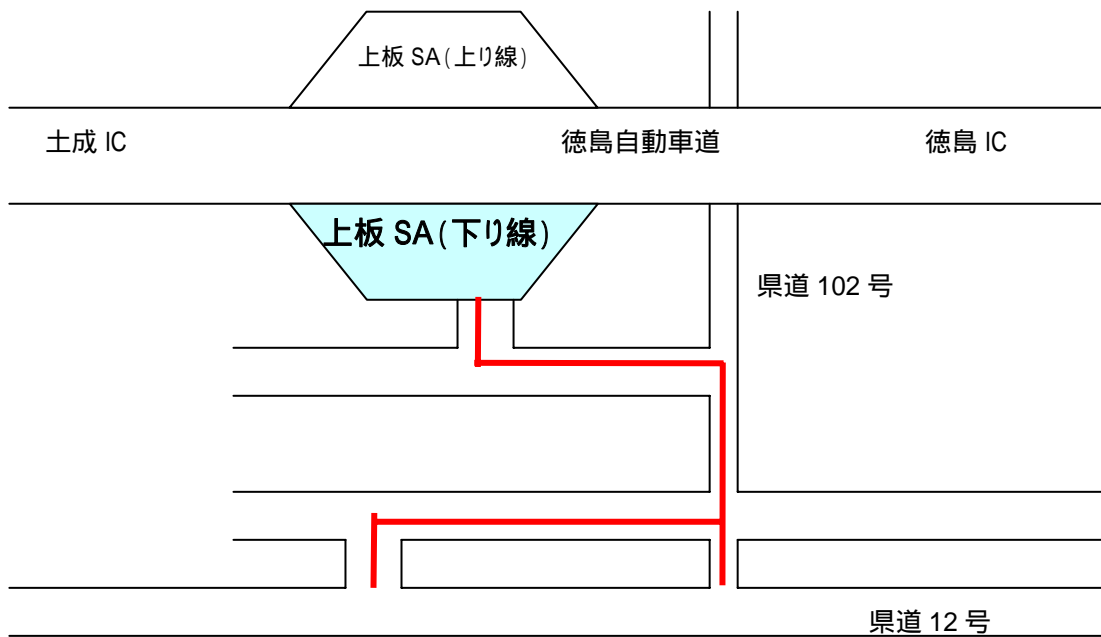 上板 SA(上り線)
土成 IC
徳島自動車道
徳島 IC
上板 SA(下り線)
県道 102 号
県道 12 号